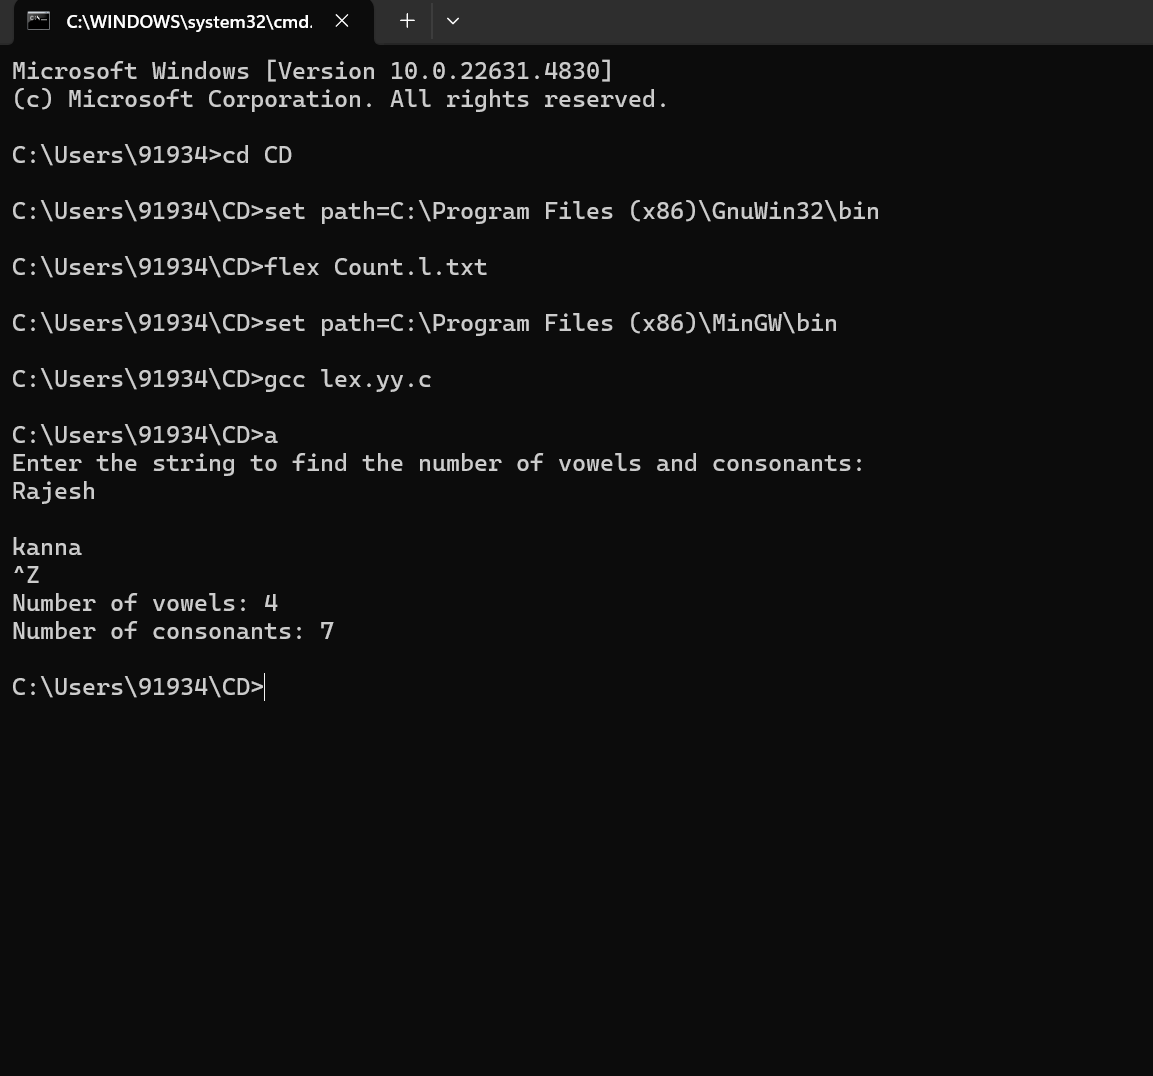 C:\WINDOWS\system32\cmd.
Microsoft Windows [Version 10.0.22631.4830]
(c) Microsoft Corporation. All rights reserved.
C:\Users\91934>cd CD
C:\Users\91934\CD>set path=C:\Program Files (x86)\GnuWin32\bin
C:\Users\91934\CD>flex Count.l.txt
C:\Users\91934\CD>set path=C:\Program Files (x86)\MinGW\bin
C:\Users\91934\CD>gcc lex.yy.c
C:\Users\91934\CD>a
Enter the string to find the number of vowels and consonants:
Rajesh
kanna
^Z
Number of vowels: 4
Number of consonants: 7
C:\Users\91934\CD>